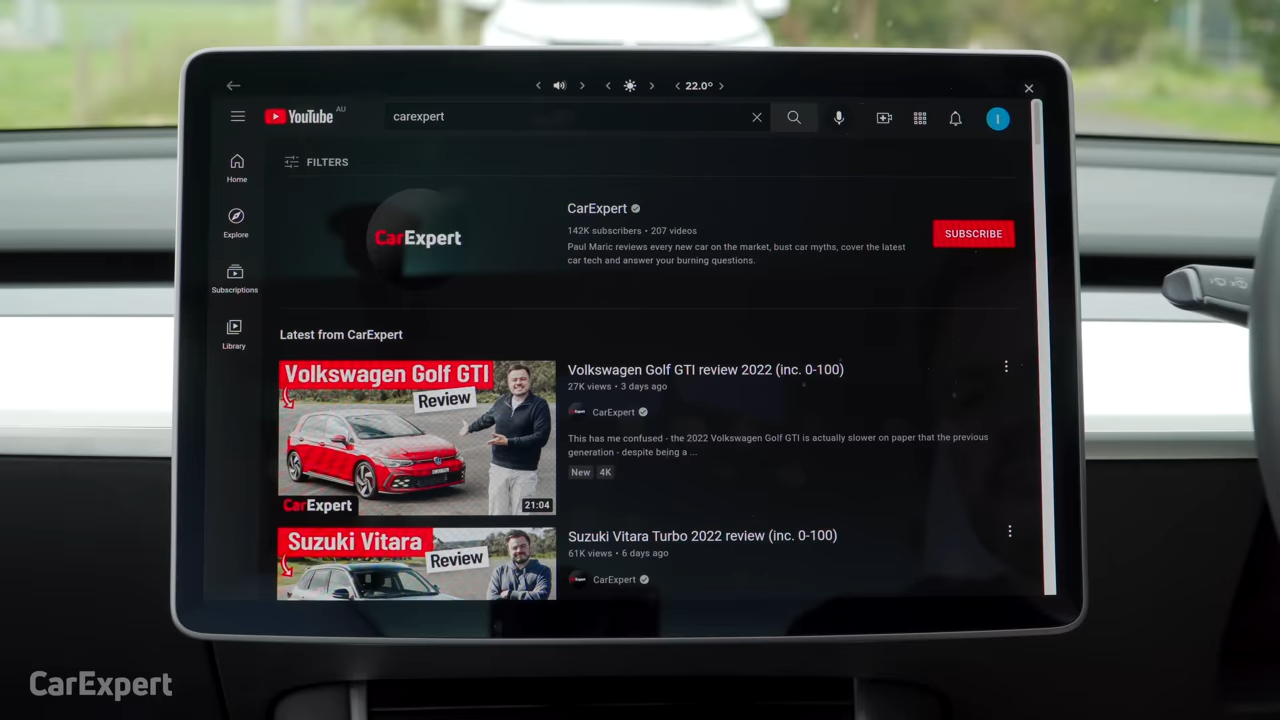 22.0°
YouTube AU
carexpert
FILTERS
Home
Explore
Subscriptions
Library
CarExpert
CarExpert
142K subscribers • 207 videos
Paul Maric reviews every new car on the market, bust car myths, cover the latest
car tech and answer your burning questions.
SUBSCRIBE
I
Latest from CarExpert
Volkswagen Golf GTI
Review
CarExpert
21:04
Volkswagen Golf GTI review 2022 (inc. 0-100)
27K views • 3 days ago
CarExpert
This has me confused - the 2022 Volkswagen Golf GTI is actually slower on paper that the previous
generation - despite being a ...
New 4K
Suzuki Vitara
Review
Suzuki Vitara Turbo 2022 review (inc. 0-100)
61K views • 6 days ago
CarExpert
CarExpert